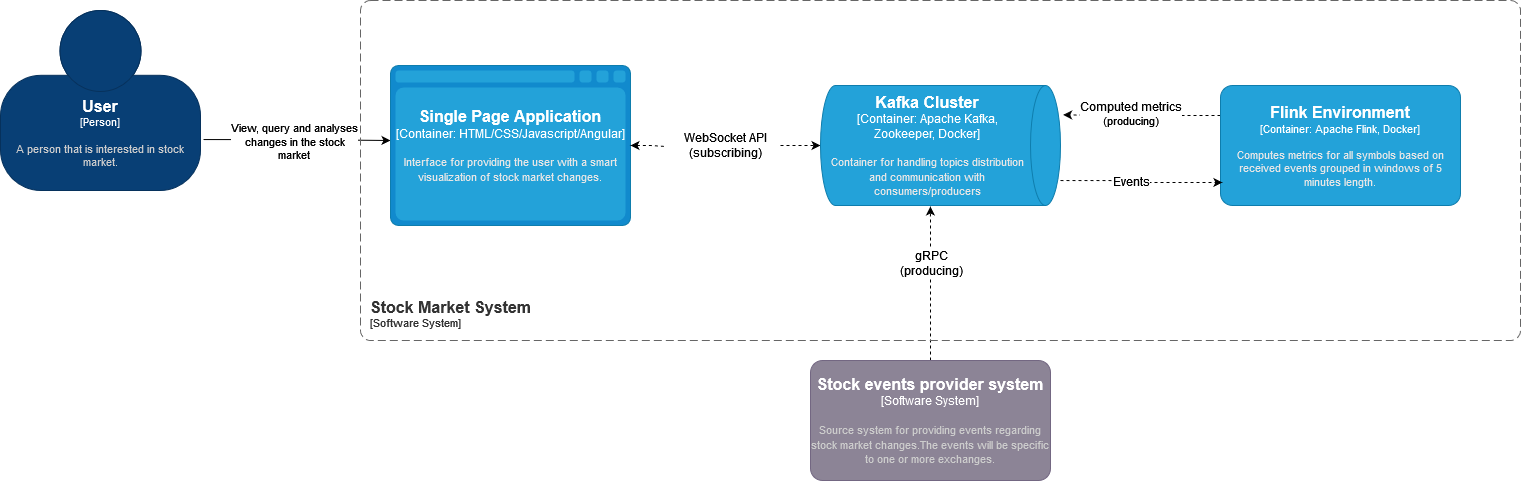 User
[Person]
A person that is interested in stock
market.
View, query and analyses
changes in the stock
market
Single Page Application
[Container: HTML/CSS/Javascript/Angular]
Interface for providing the user with a smart
visualization of stock market changes.
WebSocket API
(subscribing)
Kafka Cluster
[Container: Apache Kafka,
Zookeeper, Docker]
Container for handling topics distribution
and communication with
consumers/producers
Computed metrics
(producing)
Events
Flink Environment
[Container: Apache Flink, Docker]
Computes metrics for all symbols based on
received events grouped in windows of 5
minutes length.
gRPC
(producing)
Stock Market System
[Software System]
Stock events provider system
[Software System]
Source system for providing events regarding
stock market changes.The events will be specific
to one or more exchanges.